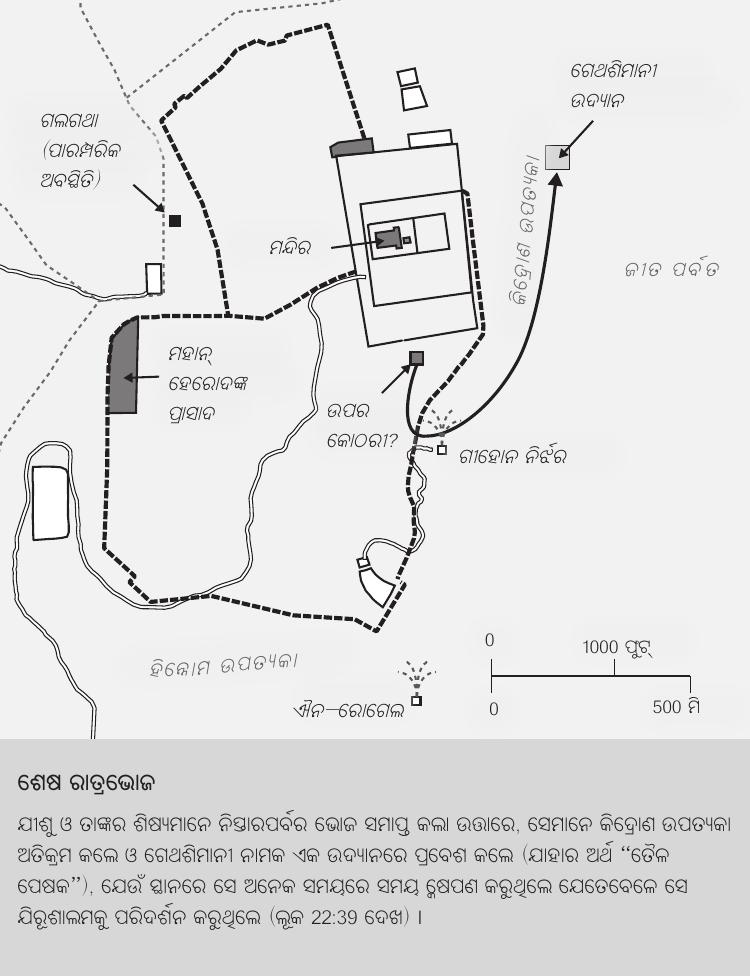 ଗେଥଶିମାନୀ
ଉଦ୍ୟାନ
ଗଲଗଥା
(ପାରମ୍ପରିକ
ଅବସ୍ଥିତି)
କିଦ୍ରୋଣ ଉପତ୍ୟକା
ମନ୍ଦିର
ଜୀତ ପର୍ବତ
ମହାନ୍
ହେରୋଦଙ୍କ
ପ୍ରାସାଦ
ଉପର
କୋଠରୀ?
ଗୀହୋନ ନିର୍ଝର
ହିନ୍ନୋମ ଉପତ୍ୟକା
ଐନ-ରୋଗେଲ
0
1000 ଫୁଟ୍
0
500 ମି
ଶେଷ ରାତ୍ରଭୋଜ
ଯୀଶୁ ଓ ତାଙ୍କର ଶିଷ୍ୟମାନେ ନିସ୍ତାରପର୍ବର ଭୋଜ ସମାପ୍ତ କଲା ଉତ୍ତାରେ, ସେମାନେ କିଦ୍ରୋଣ ଉପତ୍ୟକା
ଅତିକ୍ରମ କଲେ ଓ ଗେଥଶିମାନୀ ନାମକ ଏକ ଉଦ୍ୟାନରେ ପ୍ରବେଶ କଲେ (ଯାହାର ଅର୍ଥ “ତୈଳ
ପେଷକ”), ଯେଉଁ ସ୍ଥାନରେ ସେ ଅନେକ ସମୟରେ ସମୟ କ୍ଷେପଣ କରୁଥିଲେ ଯେତେବେଳେ ସେ
ଯିରୂଶାଲମକୁ ପରିଦର୍ଶନ କରୁଥିଲେ (ଲୂକ 22:39 ଦେଖ) ।